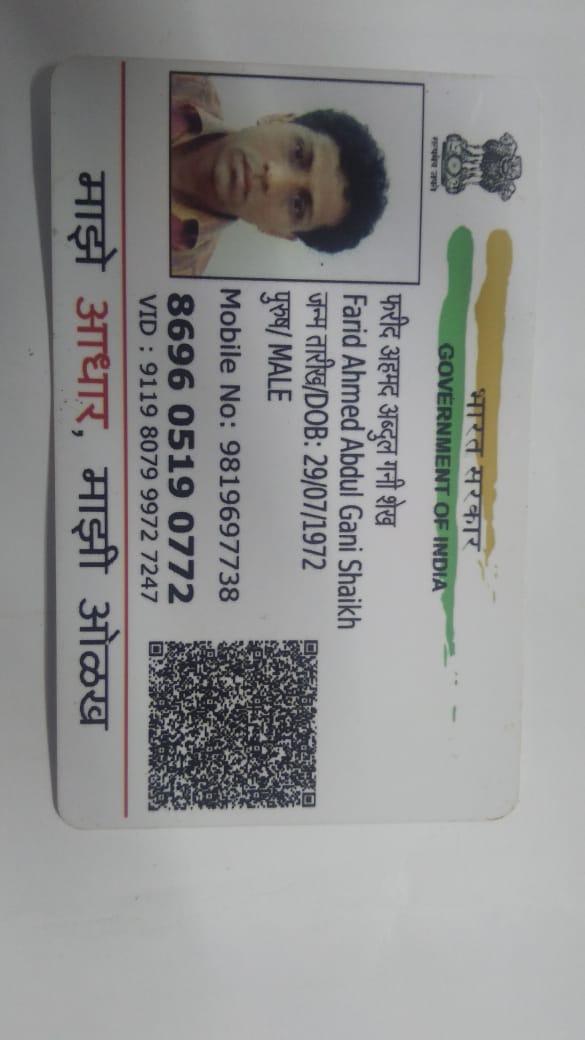 भारत सरकार
GOVERNMENT OF INDIA
सत्यमेव जयते
फरीद अहमद अब्दुल गनी शेख
Farid Ahmed Abdul Gani Shaikh
जन्म तारीख/DOB: 29/07/1972
पुरुष/ MALE
Mobile No: 9819697738
8696 0519 0772
VID : 9119 8079 9972 7247
माझे आधार, माझी ओळख